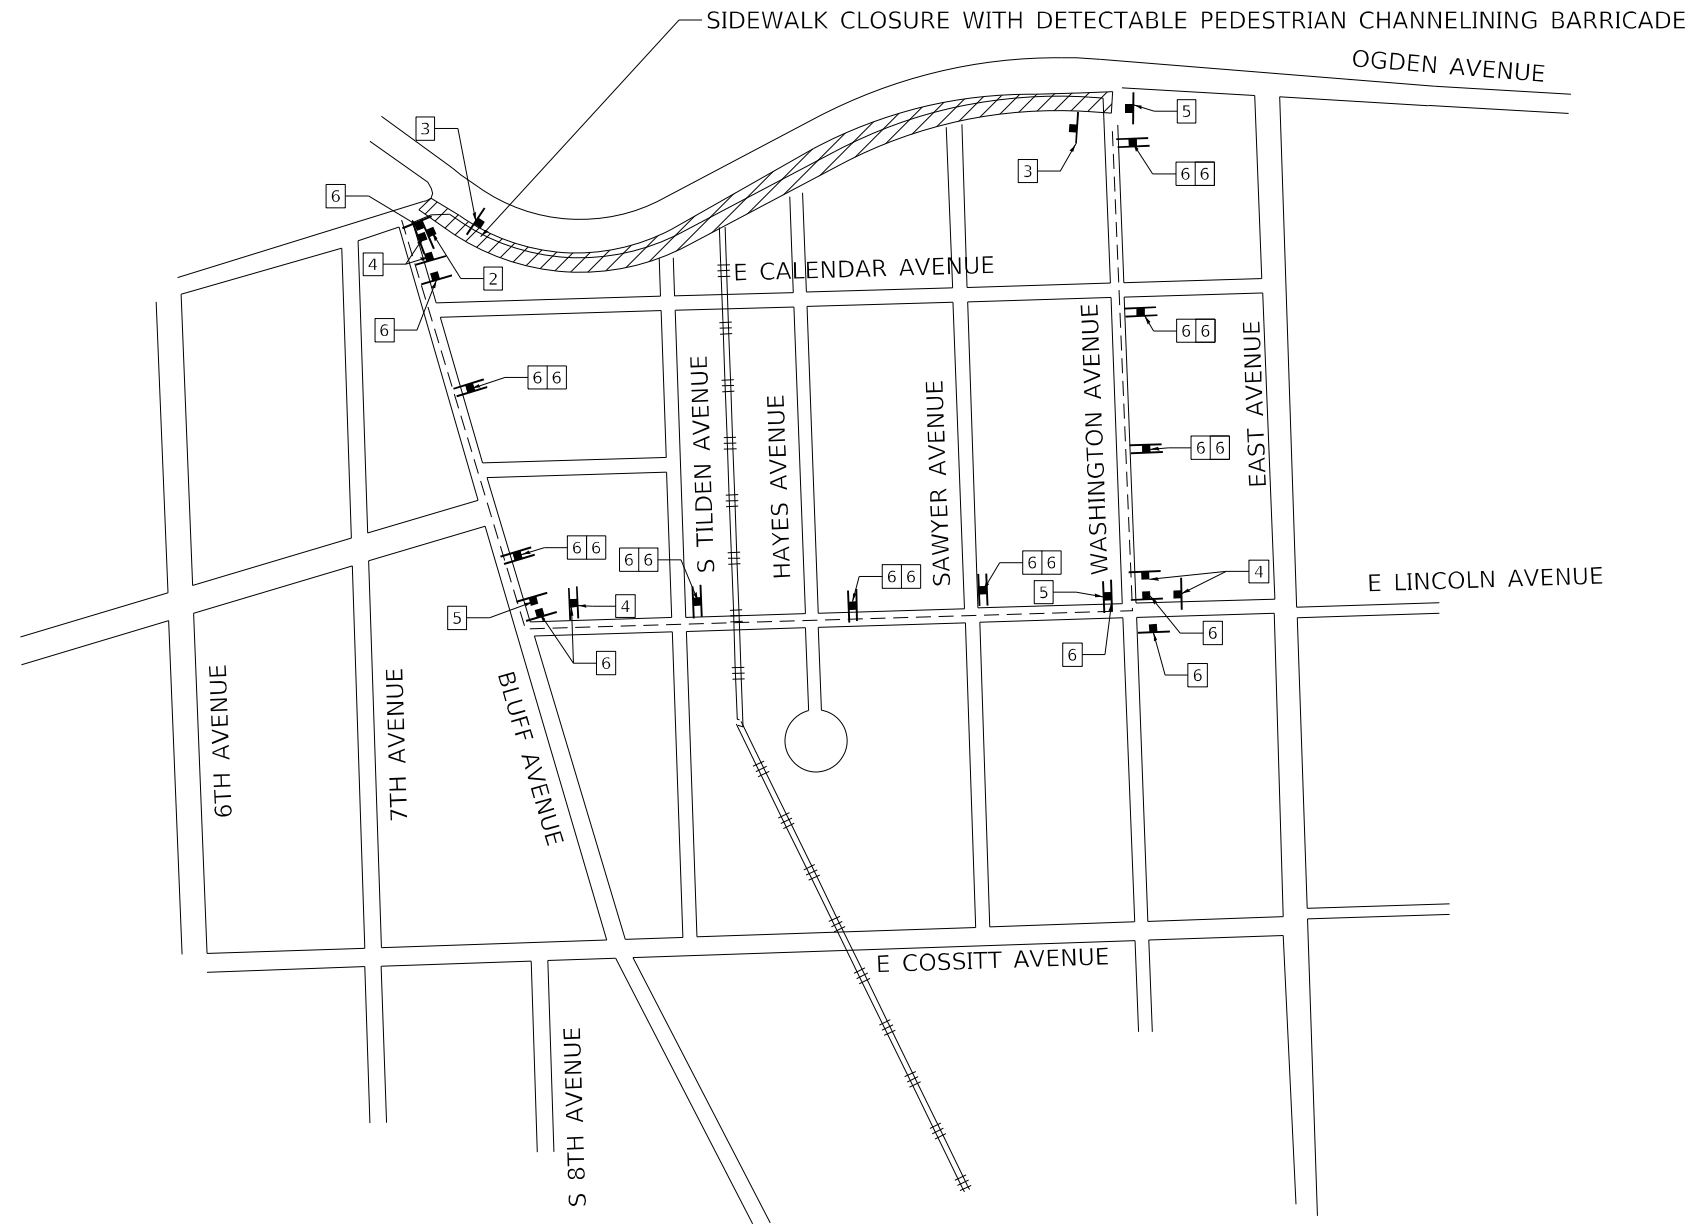 SIDEWALK CLOSURE WITH DETECTABLE PEDESTRIAN CHANNELINING BARRICADE
OGDEN AVENUE
5
3
3
6 6
6
4
2
E CALENDAR AVENUE
6
6 6
6 6
S TILDEN AVENUE
HAYES AVENUE
SAWYER AVENUE
WASHINGTON AVENUE
EAST AVENUE
6 6
6 6
6 6
6 6
6 6
4
5
E LINCOLN AVENUE
6 6
5
4
6
6
6
6
6TH AVENUE
7TH AVENUE
BLUFF AVENUE
E COSSITT AVENUE
S 8TH AVENUE